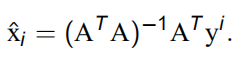 x̂ᵢ = (AᵀA)⁻¹Aᵀyⁱ.